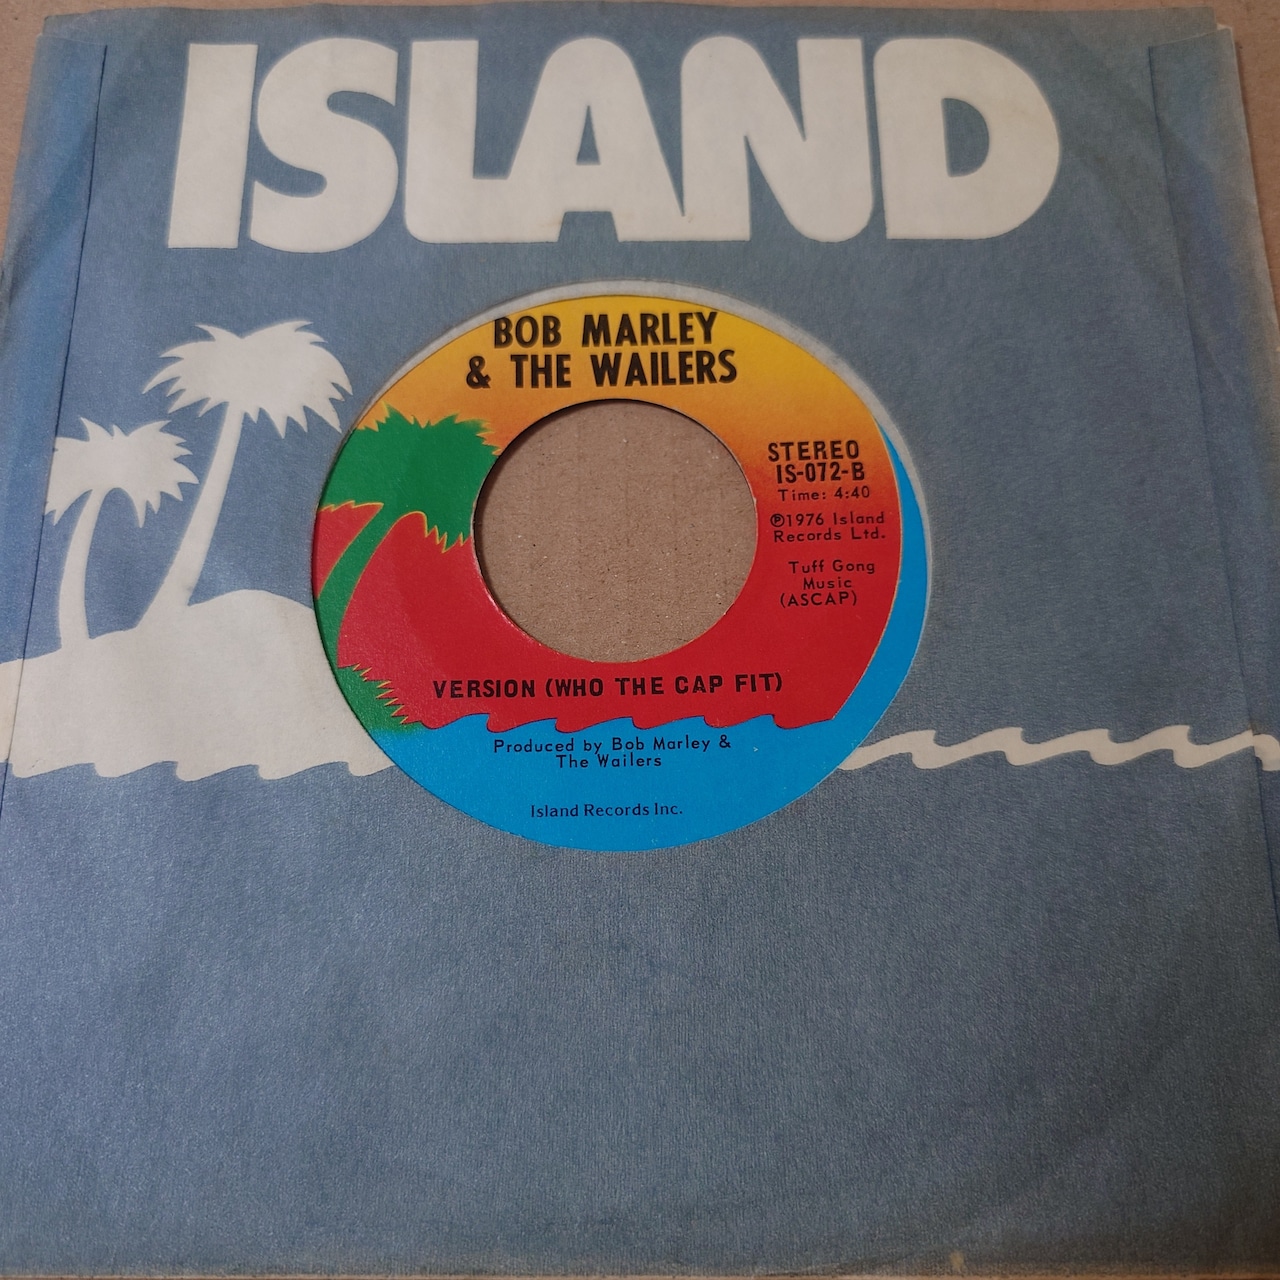 ISLAND
BOB MARLEY
& THE WAILERS
STEREO
IS-072-B
Time: 4:40
℗1976 Island
Records Ltd.
Tuff Gong
Music
(ASCAP)
VERSION (WHO THE CAP FIT)
Produced by Bob Marley &
The Wailers
Island Records Inc.